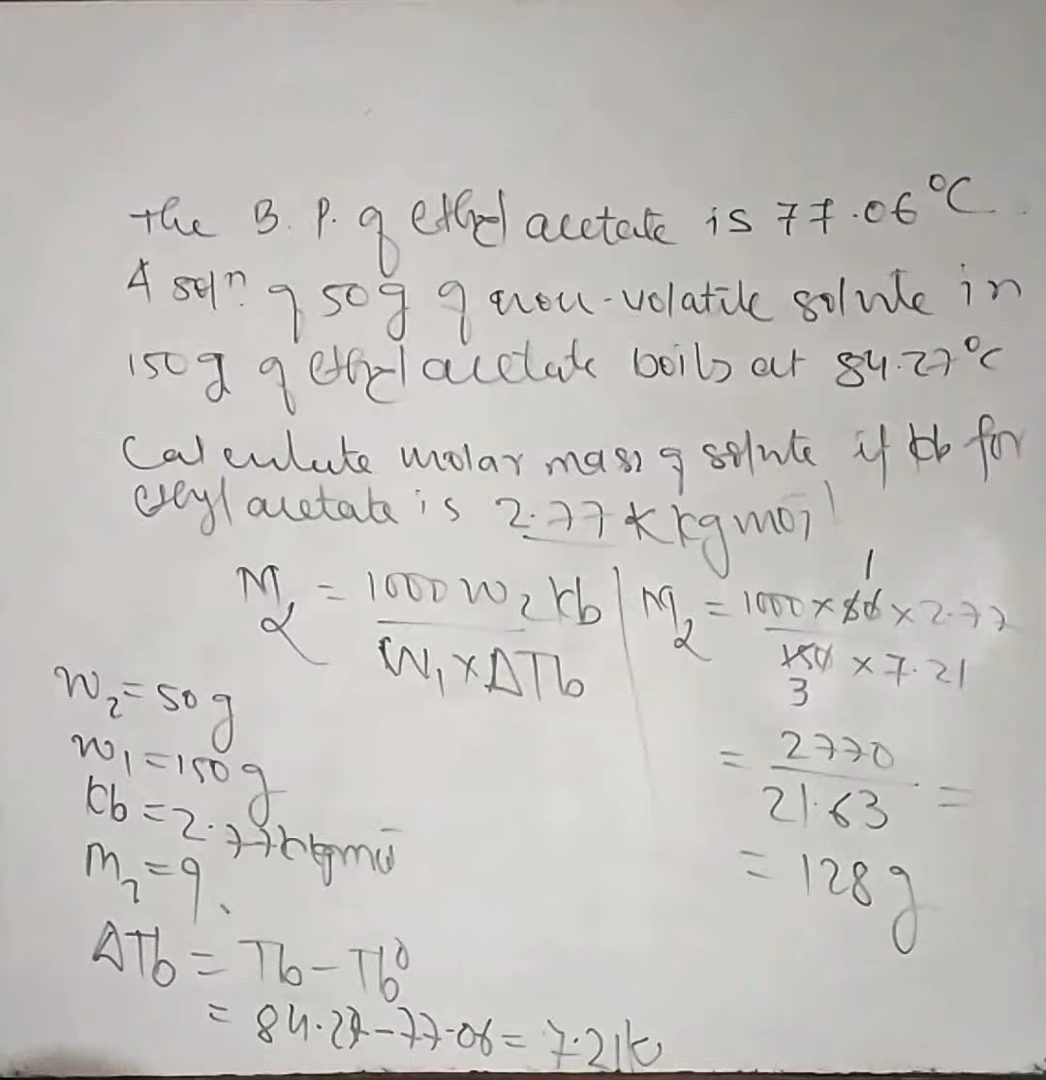 The B. P. of ethyl acetate is 77.06°C.
A soln. of 50g of non-volatile solute in
150g of ethyl acetate boils at 84.27°C
Calculate molar mass of solute if kb for
ethyl acetate is 2.77 K kg mol⁻¹
M₂ = 1000 W₂ kb / W₁ × ΔTb
M₂ = 1000 × 50 × 2.77 / 150 × 7.21
1
3
= 2770 / 21.63 =
= 128 g
W₂ = 50 g
W₁ = 150 g
Kb = 2.77 K kg mol⁻
M₂ = ?
ΔTb = Tb – Tb⁰
= 84.27 – 77.06 = 7.21 K